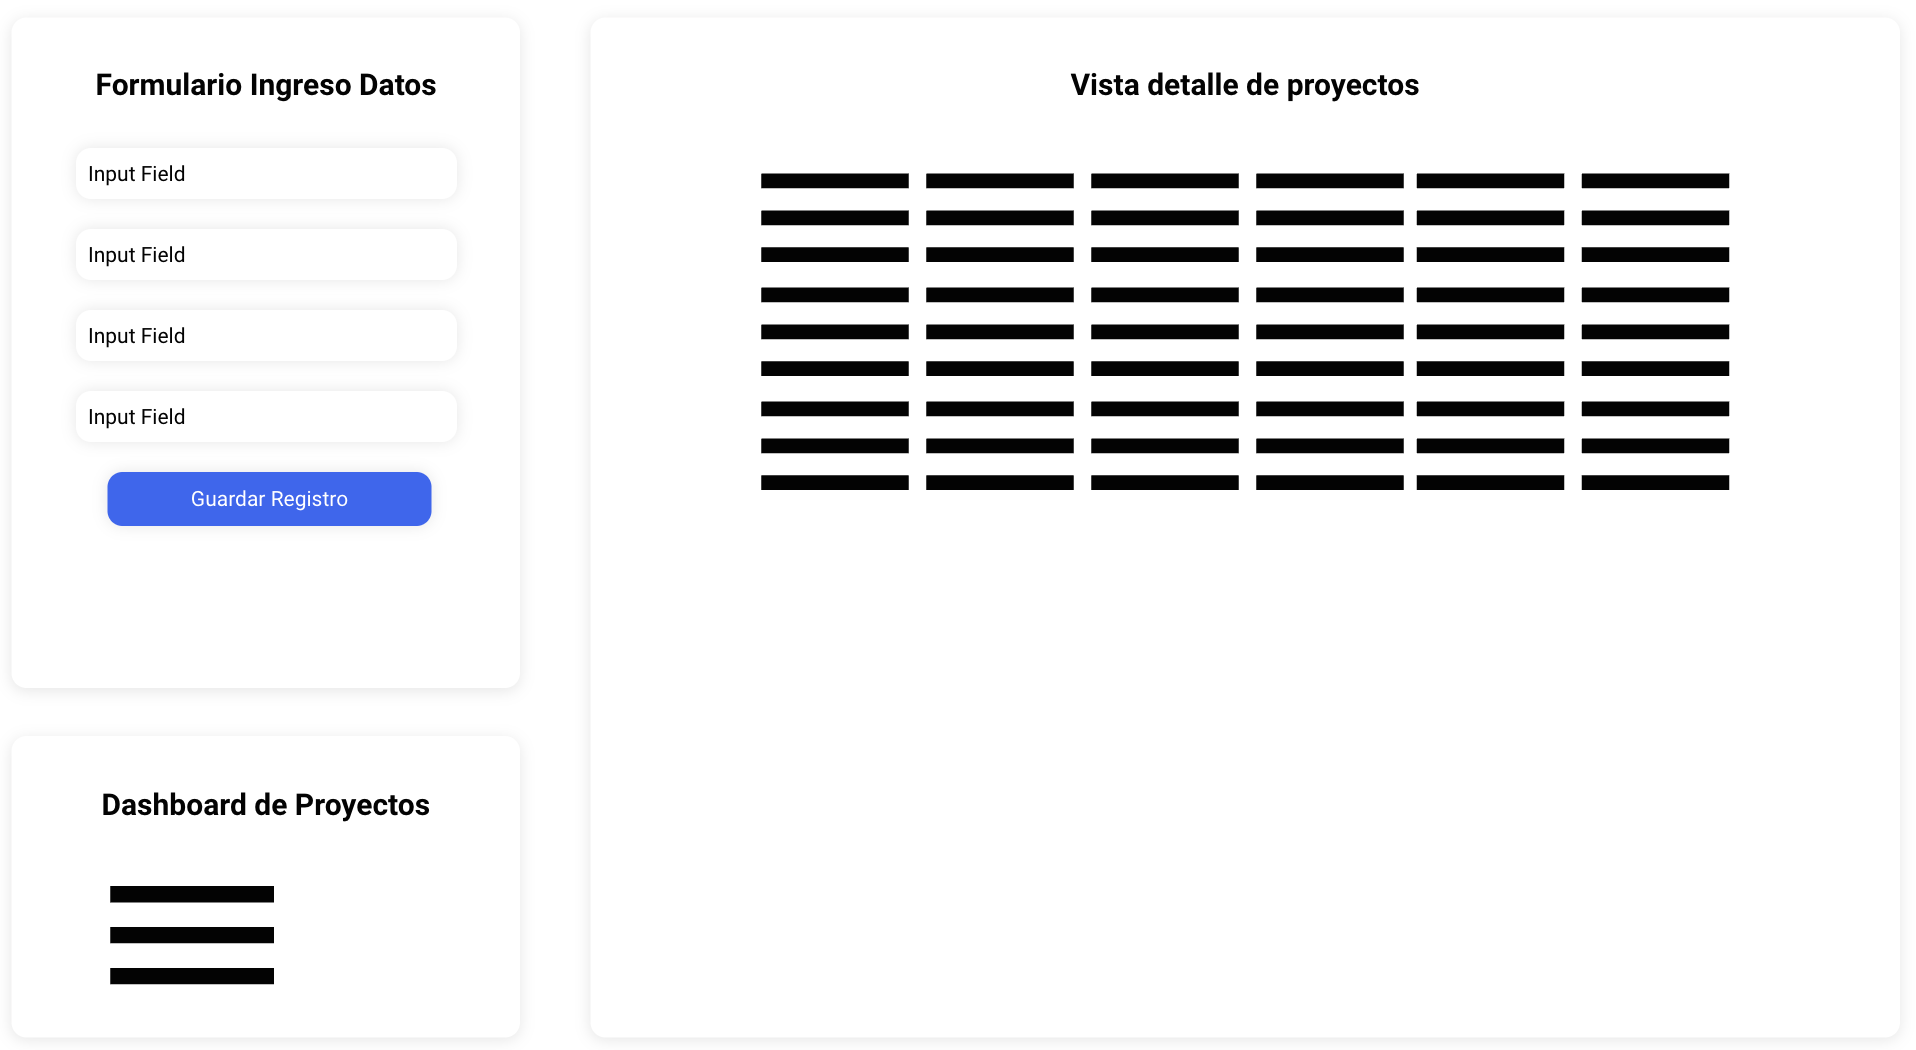 Formulario Ingreso Datos
Input Field
Input Field
Input Field
Input Field
Guardar Registro
Dashboard de Proyectos
Vista detalle de proyectos